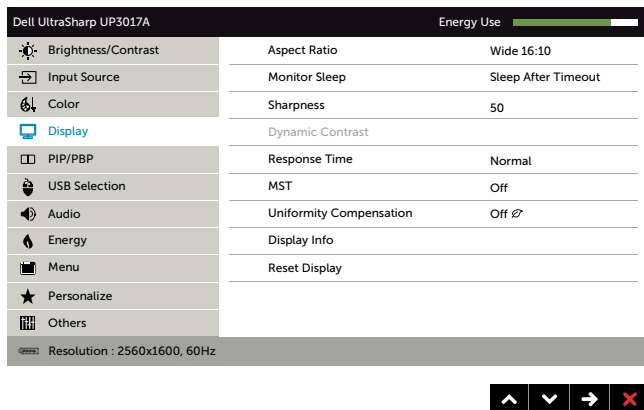 Dell UltraSharp UP3017A Energy Use
Brightness/Contrast Aspect Ratio Wide 16:10
Input Source Monitor Sleep Sleep After Timeout
Color Sharpness 50
Display Dynamic Contrast
PIP/PBP Response Time Normal
USB Selection MST Off
Audio Uniformity Compensation Off
Energy Display Info
Menu Reset Display
Personalize
Others
Resolution : 2560x1600, 60Hz